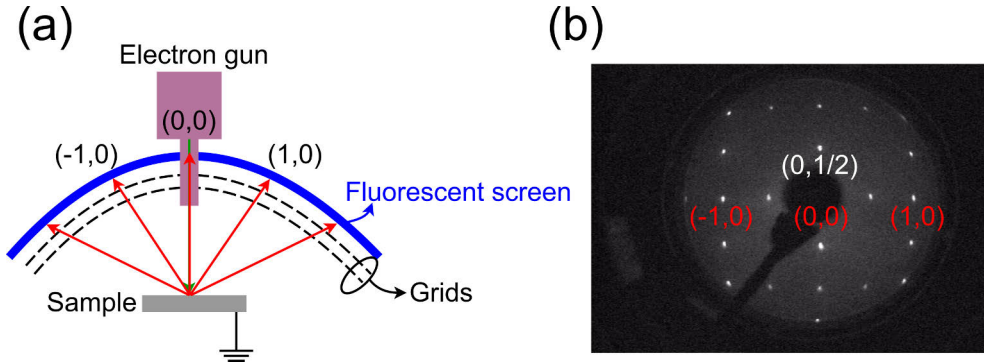 (a)
Electron gun
(0,0)
(-1,0)
(1,0)
Fluorescent screen
Sample
Grids
(b)
(0,1/2)
(-1,0)
(0,0)
(1,0)